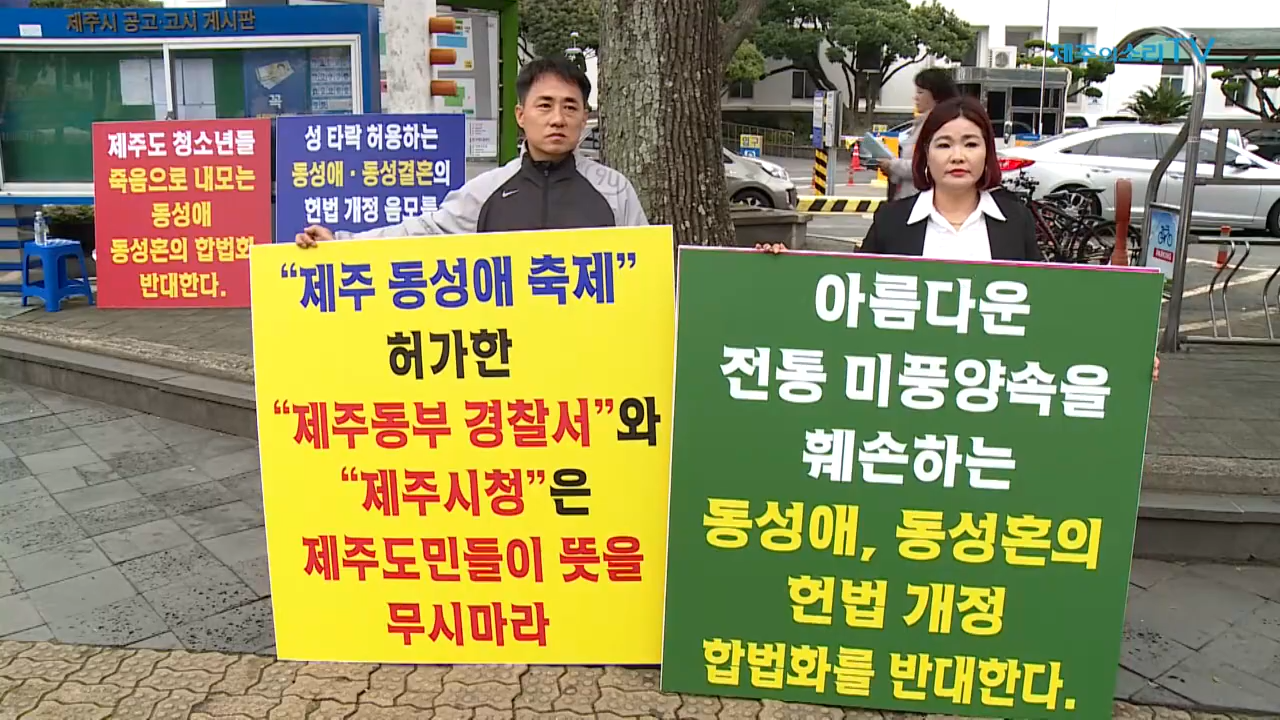 제주시 공고·고시 게시판
제주의소리TV
제주도 청소년들
죽음으로 내모는
동성애
동성혼의 합법화
반대한다.
성 타락 허용하는
동성애·동성결혼의
헌법 개정 음모를
“제주 동성애 축제”
허가한
“제주동부 경찰서”와
“제주시청”은
제주도민들이 뜻을
무시마라
아름다운
전통 미풍양속을
훼손하는
동성애, 동성혼의
헌법 개정
합법화를 반대한다.
입구
PARKING